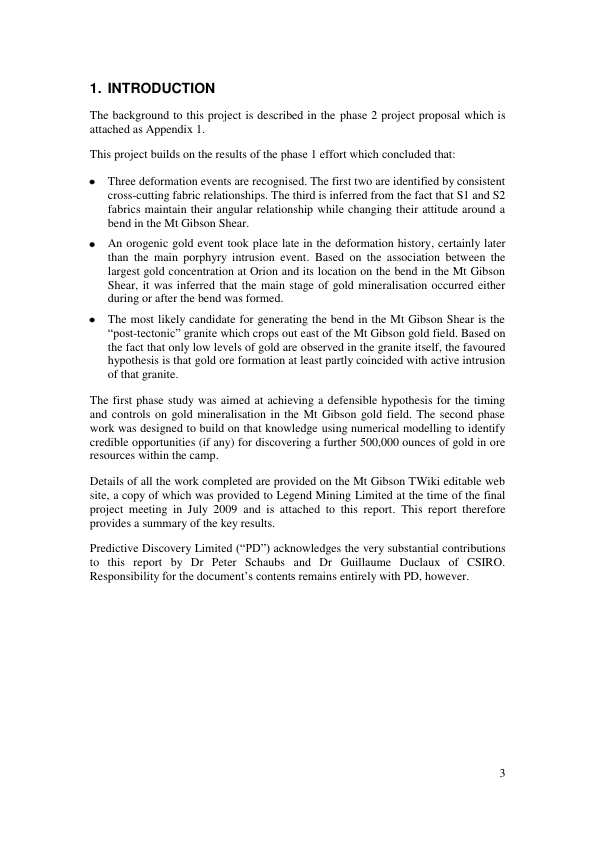 1. INTRODUCTION
The background to this project is described in the phase 2 project proposal which is
attached as Appendix 1.
This project builds on the results of the phase 1 effort which concluded that:
• Three deformation events are recognised. The first two are identified by consistent
cross-cutting fabric relationships. The third is inferred from the fact that S1 and S2
fabrics maintain their angular relationship while changing their attitude around a
bend in the Mt Gibson Shear.
• An orogenic gold event took place late in the deformation history, certainly later
than the main porphyry intrusion event. Based on the association between the
largest gold concentration at Orion and its location on the bend in the Mt Gibson
Shear, it was inferred that the main stage of gold mineralisation occurred either
during or after the bend was formed.
• The most likely candidate for generating the bend in the Mt Gibson Shear is the
“post-tectonic” granite which crops out east of the Mt Gibson gold field. Based on
the fact that only low levels of gold are observed in the granite itself, the favoured
hypothesis is that gold ore formation at least partly coincided with active intrusion
of that granite.
The first phase study was aimed at achieving a defensible hypothesis for the timing
and controls on gold mineralisation in the Mt Gibson gold field. The second phase
work was designed to build on that knowledge using numerical modelling to identify
credible opportunities (if any) for discovering a further 500,000 ounces of gold in ore
resources within the camp.
Details of all the work completed are provided on the Mt Gibson TWiki editable web
site, a copy of which was provided to Legend Mining Limited at the time of the final
project meeting in July 2009 and is attached to this report. This report therefore
provides a summary of the key results.
Predictive Discovery Limited (“PD”) acknowledges the very substantial contributions
to this report by Dr Peter Schaubs and Dr Guillaume Duclaux of CSIRO.
Responsibility for the document’s contents remains entirely with PD, however.
3